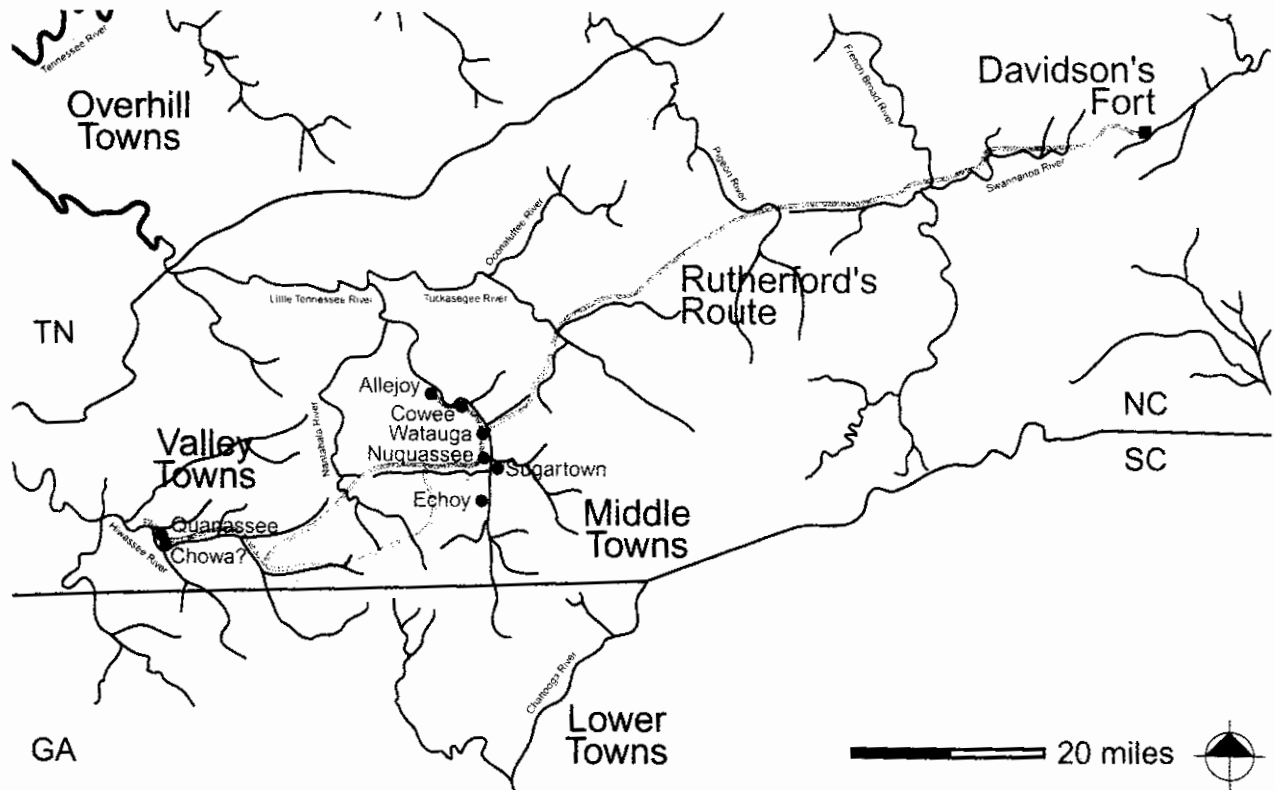 Tennessee River
Overhill
Towns
French Broad River
Davidson's
Fort
Pigeon River
Swannanoa River
Oconaluftee River
Little Tennessee River
Tuckasegee River
Rutherford's
Route
TN
Allejoy
Cowee
Watauga
Nuquassee
Sugartown
Echoy
Nantahala River
Valley
Towns
NC
SC
Middle
Towns
Quanassee
Chowa?
Hiwassee River
Chattooga River
Lower
Towns
GA
20 miles